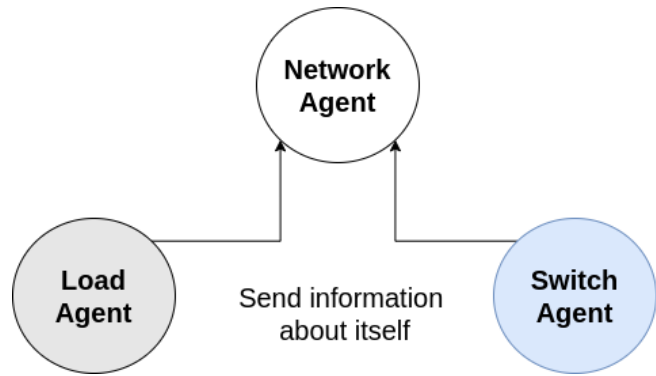 Network
Agent
Load
Agent
Send information
about itself
Switch
Agent